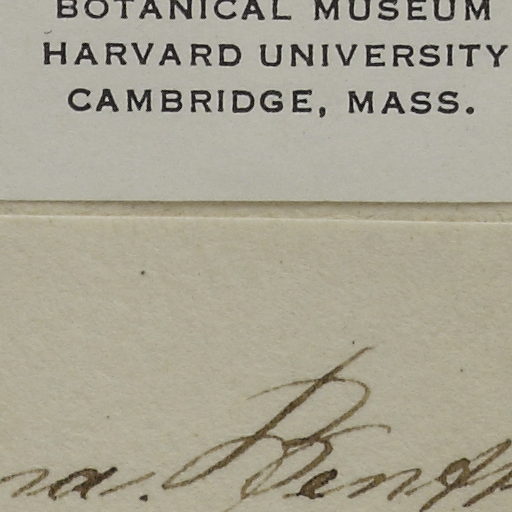 BOTANICAL MUSEUM
HARVARD UNIVERSITY
CAMBRIDGE, MASS.